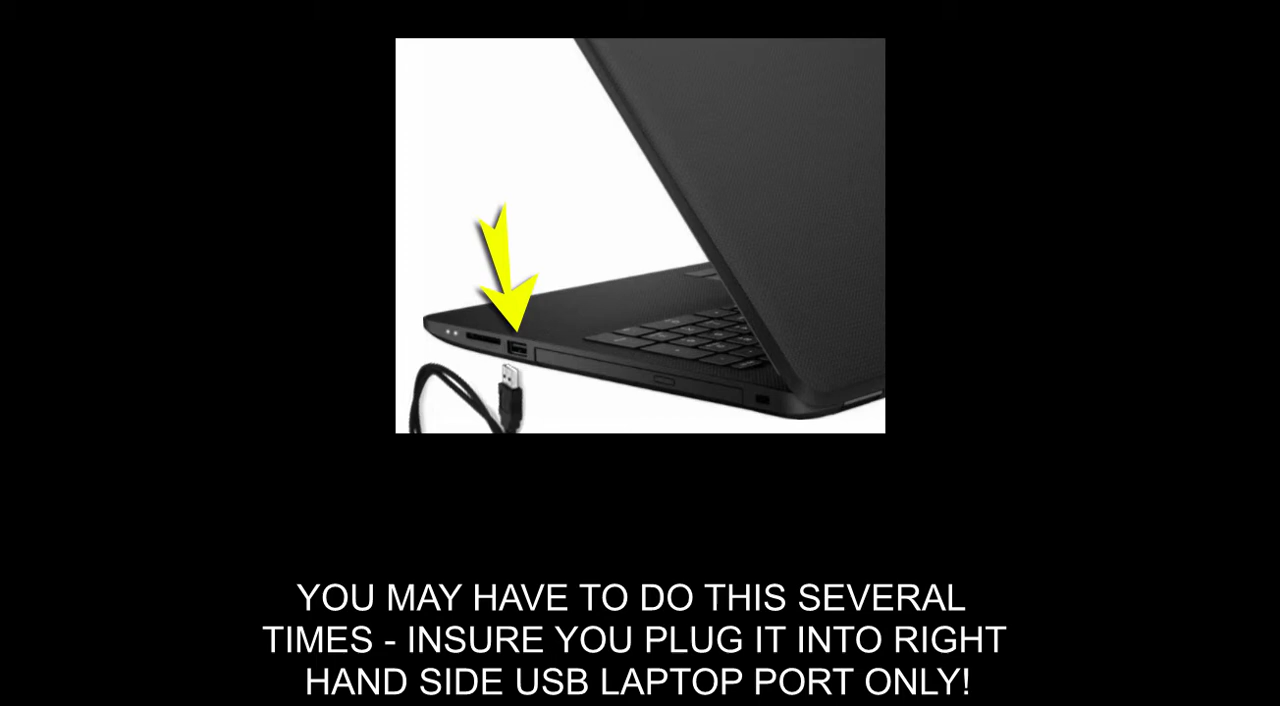 YOU MAY HAVE TO DO THIS SEVERAL
TIMES - INSURE YOU PLUG IT INTO RIGHT
HAND SIDE USB LAPTOP PORT ONLY!